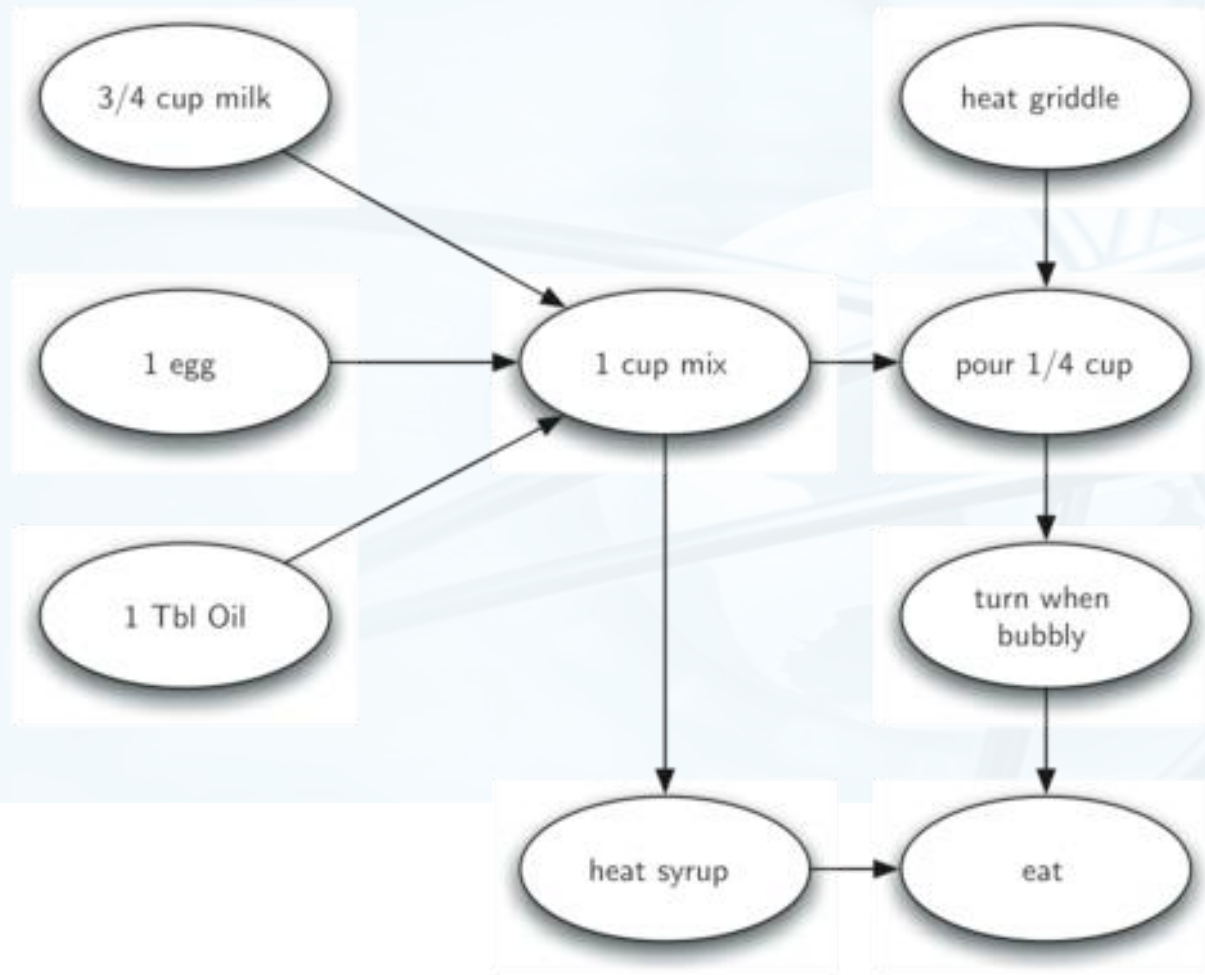 3/4 cup milk
heat griddle
1 egg
1 cup mix
pour 1/4 cup
1 Tbl Oil
turn when
bubbly
heat syrup
eat